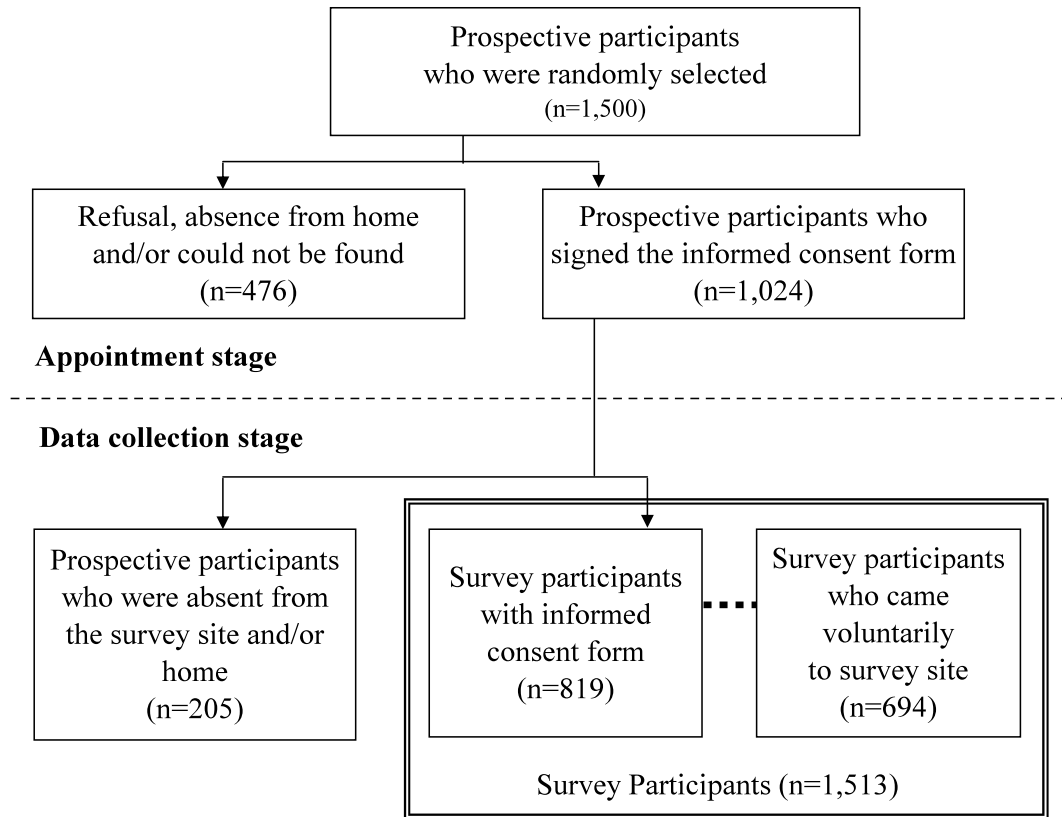 Prospective participants
who were randomly selected
(n=1,500)
Refusal, absence from home
and/or could not be found
(n=476)
Prospective participants who
signed the informed consent form
(n=1,024)
Appointment stage
Data collection stage
Prospective participants
who were absent from
the survey site and/or
home
(n=205)
Survey participants
with informed
consent form
(n=819)
Survey participants
who came
voluntarily
to survey site
(n=694)
Survey Participants (n=1,513)